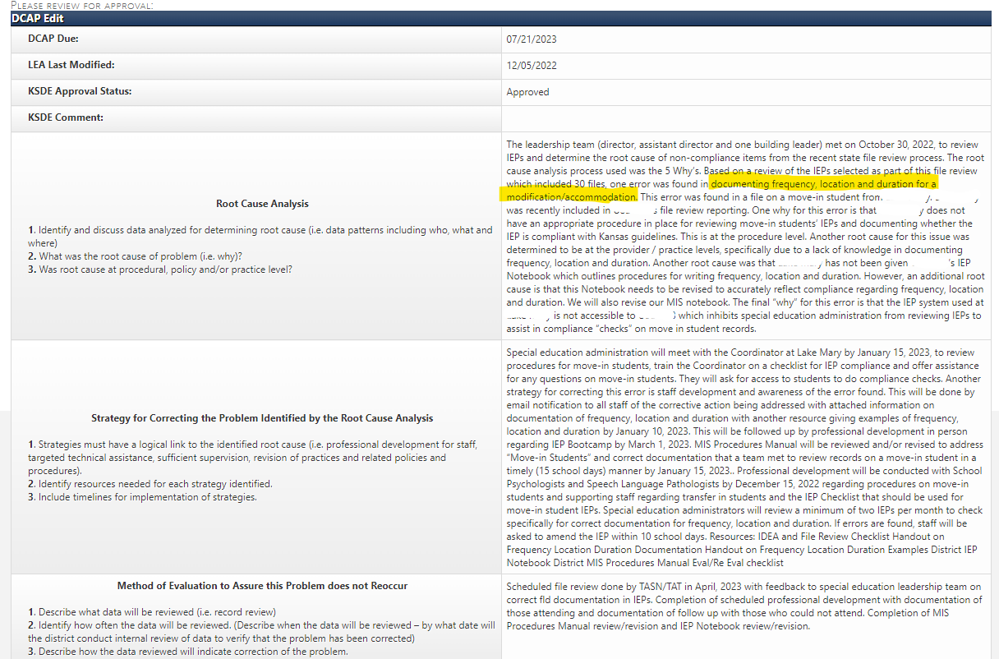 PLEASE REVIEW FOR APPROVAL:
DCAP Edit
DCAP Due:
07/21/2023
LEA Last Modified:
12/05/2022
KSDE Approval Status:
Approved
KSDE Comment:
Root Cause Analysis
1. Identify and discuss data analyzed for determining root cause (i.e. data patterns including who, what and
where)
2. What was the root cause of problem (i.e. why)?
3. Was root cause at procedural, policy and/or practice level?
The leadership team (director, assistant director and one building leader) met on October 30, 2022, to review
IEPs and determine the root cause of non-compliance items from the recent state file review process. The root
cause analysis process used was the 5 Why's. Based on a review of the IEPs selected as part of this file review
which included 30 files, one error was found in documenting frequency, location and duration for a
modification/accommodation. This error was found in a file on a move-in student from
was recently included in file review reporting. One why for this error is that does not
have an appropriate procedure in place for reviewing move-in students' IEPs and documenting whether the
IEP is compliant with Kansas guidelines. This is at the procedure level. Another root cause for this issue was
determined to be at the provider / practice levels, specifically due to a lack of knowledge in documenting
frequency, location and duration. Another root cause was that has not been given 's IEP
Notebook which outlines procedures for writing frequency, location and duration. However, an additional root
cause is that this Notebook needs to be revised to accurately reflect compliance regarding frequency, location
and duration. We will also revise our MIS notebook. The final "why" for this error is that the IEP system used at
is not accessible to which inhibits special education administration from reviewing IEPs to
assist in compliance "checks" on move in student records.
Strategy for Correcting the Problem Identified by the Root Cause Analysis
1. Strategies must have a logical link to the identified root cause (i.e. professional development for staff,
targeted technical assistance, sufficient supervision, revision of practices and related policies and
procedures).
2. Identify resources needed for each strategy identified.
3. Include timelines for implementation of strategies.
Special education administration will meet with the Coordinator at Lake Mary by January 15, 2023, to review
procedures for move-in students, train the Coordinator on a checklist for IEP compliance and offer assistance
for any questions on move-in students. They will ask for access to students to do compliance checks. Another
strategy for correcting this error is staff development and awareness of the error found. This will be done by
email notification to all staff of the corrective action being addressed with attached information on
documentation of frequency, location and duration with another resource giving examples of frequency,
location and duration by January 10, 2023. This will be followed up by professional development in person
regarding IEP Bootcamp by March 1, 2023. MIS Procedures Manual will be reviewed and/or revised to address
"Move-in Students" and correct documentation that a team met to review records on a move-in student in a
timely (15 school days) manner by January 15, 2023.. Professional development will be conducted with School
Psychologists and Speech Language Pathologists by December 15, 2022 regarding procedures on move-in
students and supporting staff regarding transfer in students and the IEP Checklist that should be used for
move-in student IEPs. Special education administrators will review a minimum of two IEPs per month to check
specifically for correct documentation for frequency, location and duration. If errors are found, staff will be
asked to amend the IEP within 10 school days. Resources: IDEA and File Review Checklist Handout on
Frequency Location Duration Documentation Handout on Frequency Location Duration Examples District IEP
Notebook District MIS Procedures Manual Eval/Re Eval checklist
Method of Evaluation to Assure this Problem does not Reoccur
1. Describe what data will be reviewed (i.e. record review)
2. Identify how often the data will be reviewed. (Describe when the data will be reviewed – by what date will
the district conduct internal review of data to verify that the problem has been corrected)
3. Describe how the data reviewed will indicate correction of the problem.
Scheduled file review done by TASN/TAT in April, 2023 with feedback to special education leadership team on
correct fld documentation in IEPs. Completion of scheduled professional development with documentation of
those attending and documentation of follow up with those who could not attend. Completion of MIS
Procedures Manual review/revision and IEP Notebook review/revision.